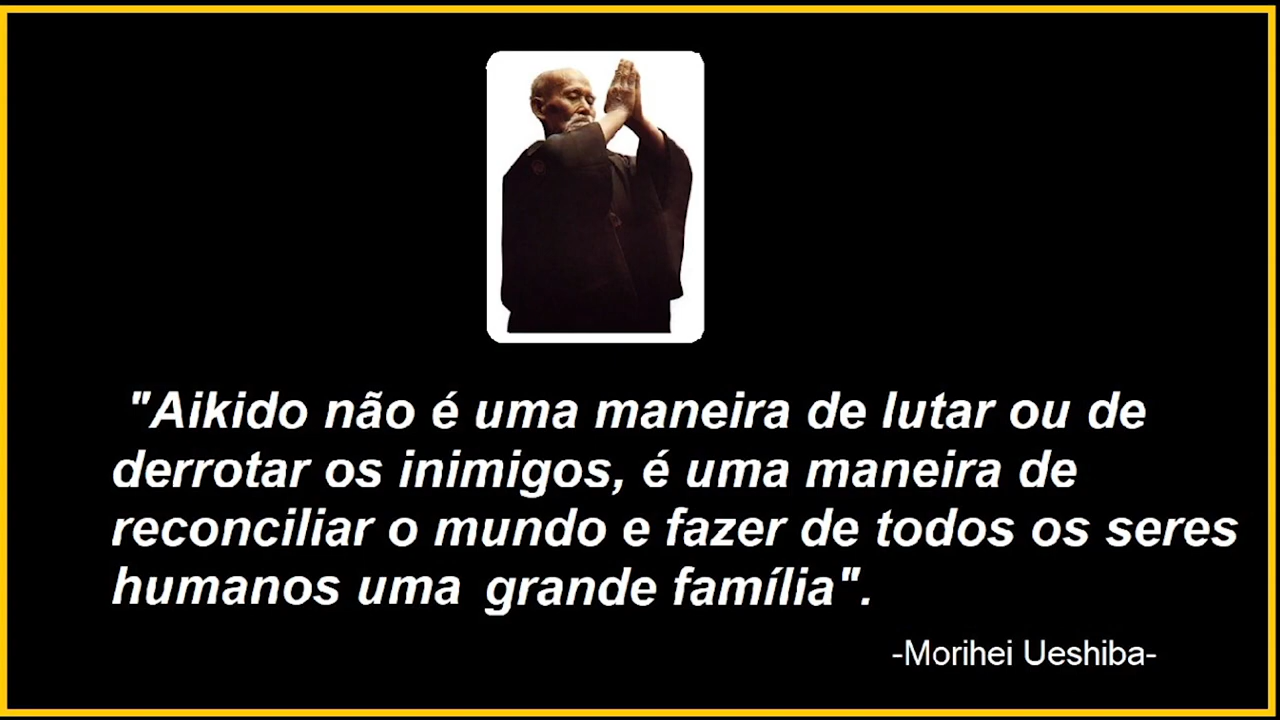 "Aikido não é uma maneira de lutar ou de
derrotar os inimigos, é uma maneira de
reconciliar o mundo e fazer de todos os seres
humanos uma grande família".
-Morihei Ueshiba-